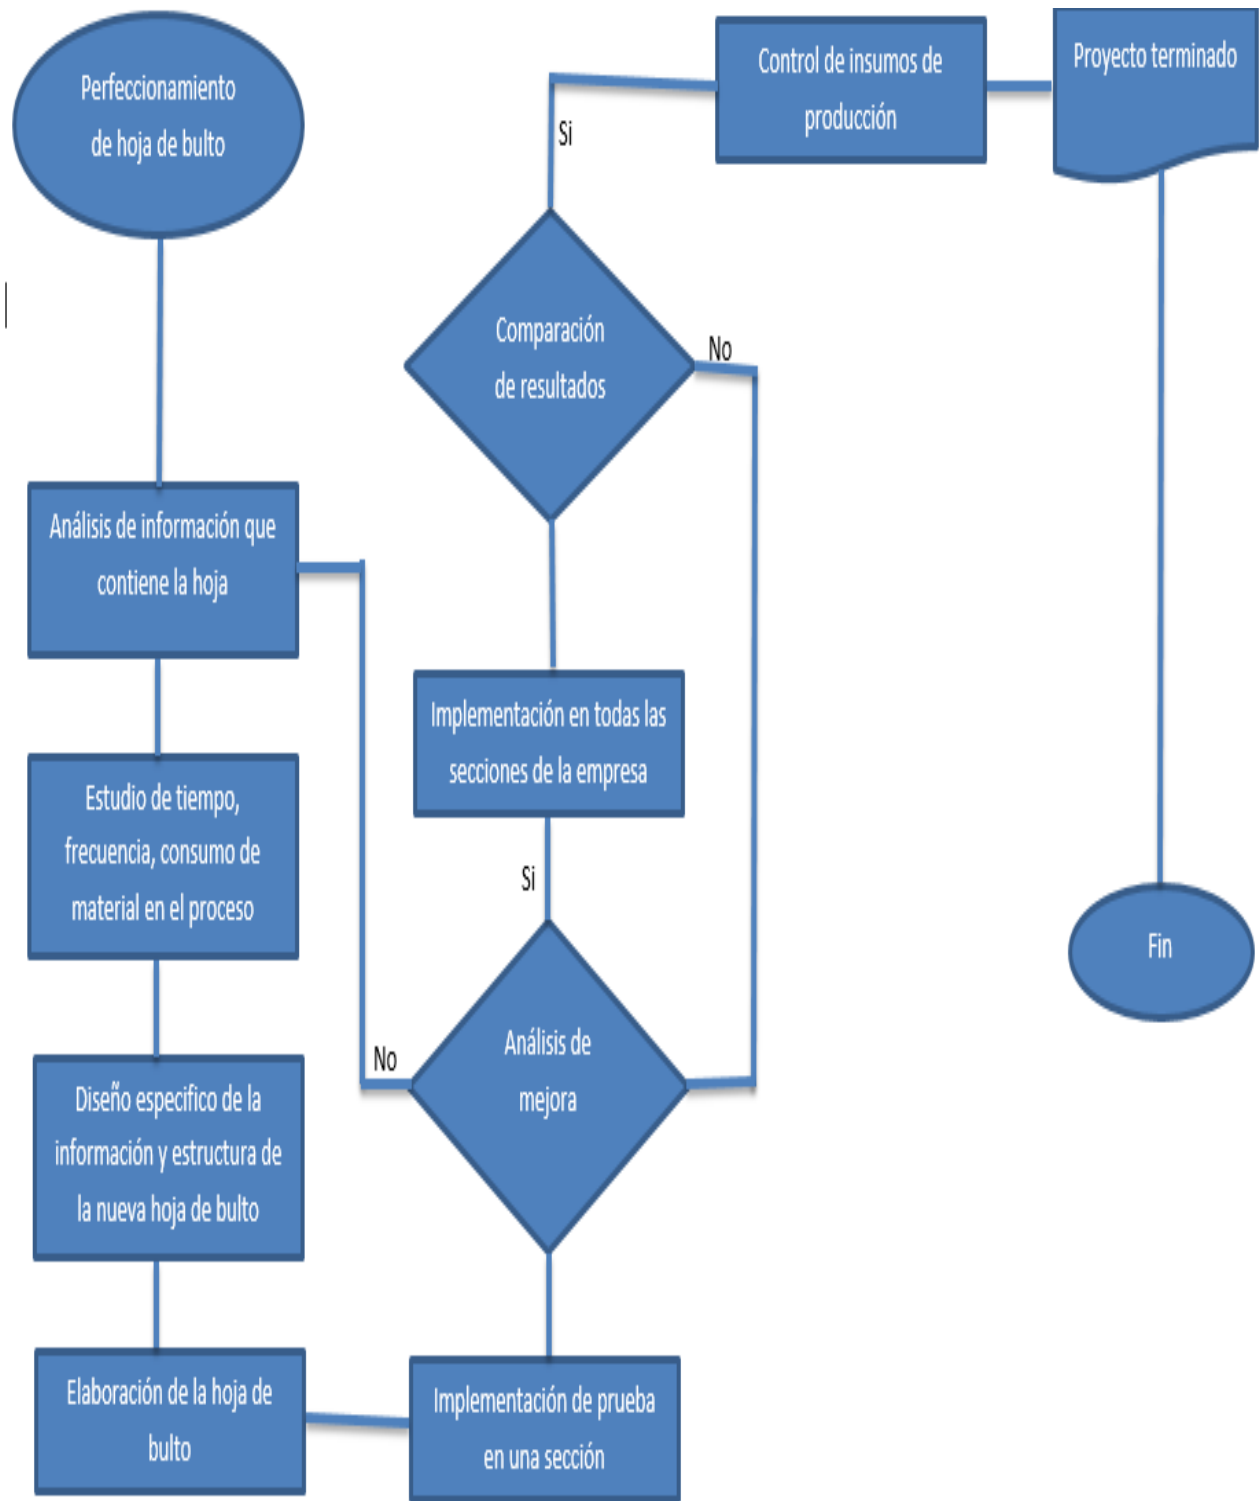 Perfeccionamiento
de hoja de bulto
Análisis de información que
contiene la hoja
Estudio de tiempo,
frecuencia, consumo de
material en el proceso
Diseño especifico de la
información y estructura de
la nueva hoja de bulto
Elaboración de la hoja de
bulto
Implementación de prueba
en una sección
Análisis de
mejora
No
Si
Implementación en todas las
secciones de la empresa
Comparación
de resultados
No
Si
Control de insumos de
producción
Proyecto terminado
Fin